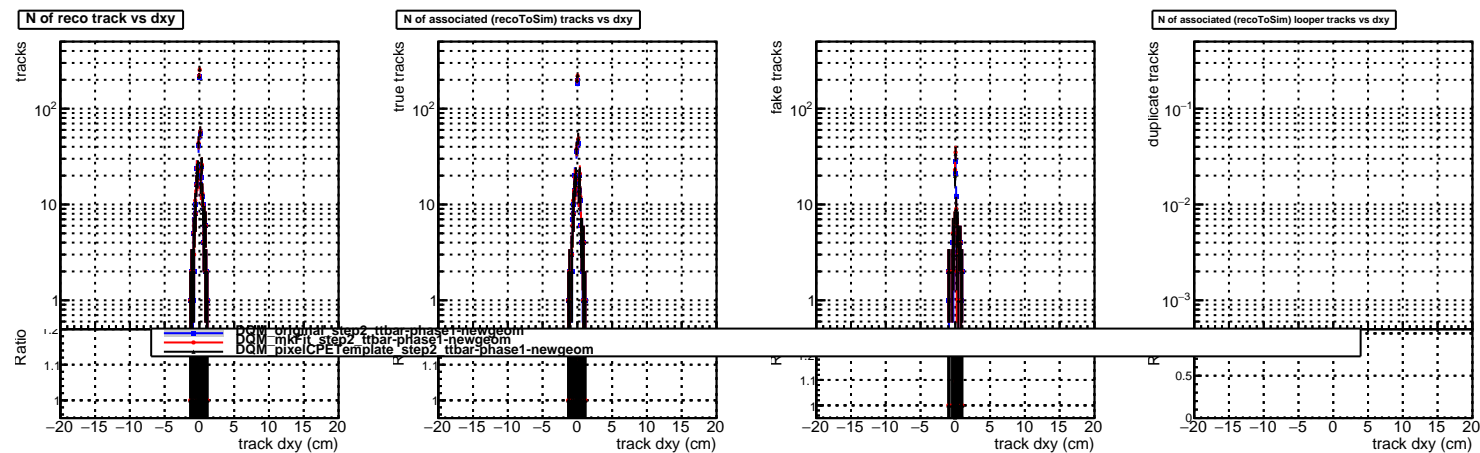 N of reco track vs dxy
N of associated (recoToSim) tracks vs dxy
N of associated (recoToSim) looper tracks vs dxy
tracks
10²
10
1
Ratio
1.2
1.1
1
−20 −15 −10 −5 0 5 10 15 20
track dxy (cm)
true tracks
10²
10
1
−20 −15 −10 −5 0 5 10 15 20
track dxy (cm)
fake tracks
10²
10
1
1.1
1
−20 −15 −10 −5 0 5 10 15 20
track dxy (cm)
duplicate tracks
10⁻¹
10⁻²
10⁻³
0.5
0
−20 −15 −10 −5 0 5 10 15 20
track dxy (cm)
DQM_original_step2_ttbar-phase1-newgeom
DQM_mkFit_step2_ttbar-phase1-newgeom
DQM_pixelCPETemplate_step2_ttbar-phase1-newgeom